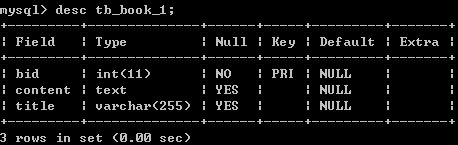 mysql> desc tb_book_1;
+---------+--------------+------+-----+---------+-------+
| Field   | Type         | Null | Key | Default | Extra |
+---------+--------------+------+-----+---------+-------+
| bid     | int(11)      | NO   | PRI | NULL    |       |
| content | text         | YES  |     | NULL    |       |
| title   | varchar(255) | YES  |     | NULL    |       |
+---------+--------------+------+-----+---------+-------+
3 rows in set (0.00 sec)